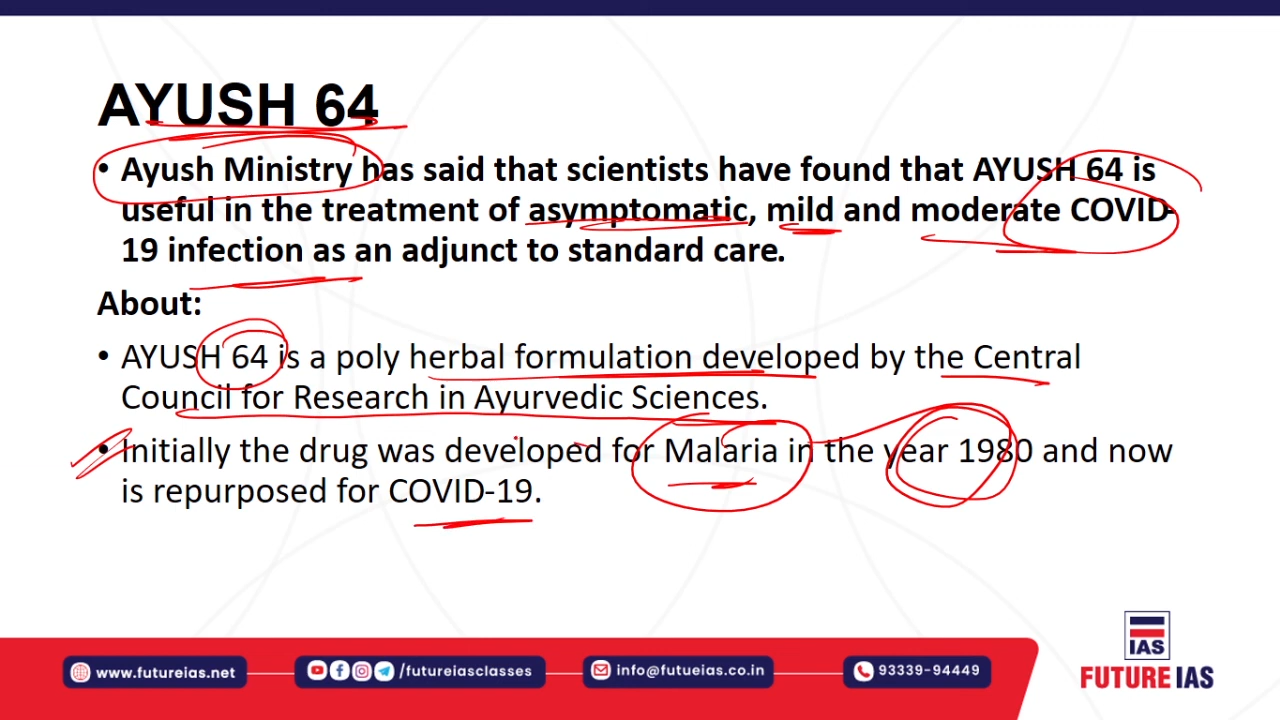 AYUSH 64
• Ayush Ministry has said that scientists have found that AYUSH 64 is
useful in the treatment of asymptomatic, mild and moderate COVID-
19 infection as an adjunct to standard care.
About:
• AYUSH 64 is a poly herbal formulation developed by the Central
Council for Research in Ayurvedic Sciences.
• Initially the drug was developed for Malaria in the year 1980 and now
is repurposed for COVID-19.
IAS
FUTURE IAS
www.futureias.net
/futureiasclasses
info@futueias.co.in
93339-94449